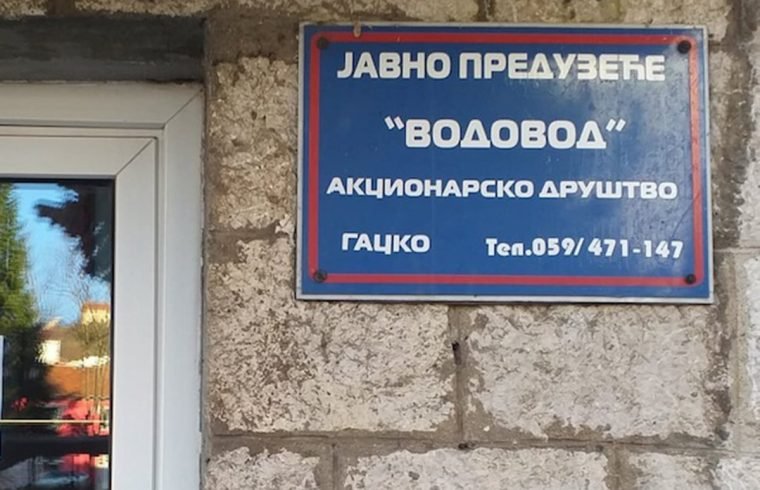 ЈАВНО ПРЕДУЗЕЋЕ
"ВОДОВОД"
АКЦИОНАРСКО ДРУШТВО
ГАЦКО Тел.059/471-147